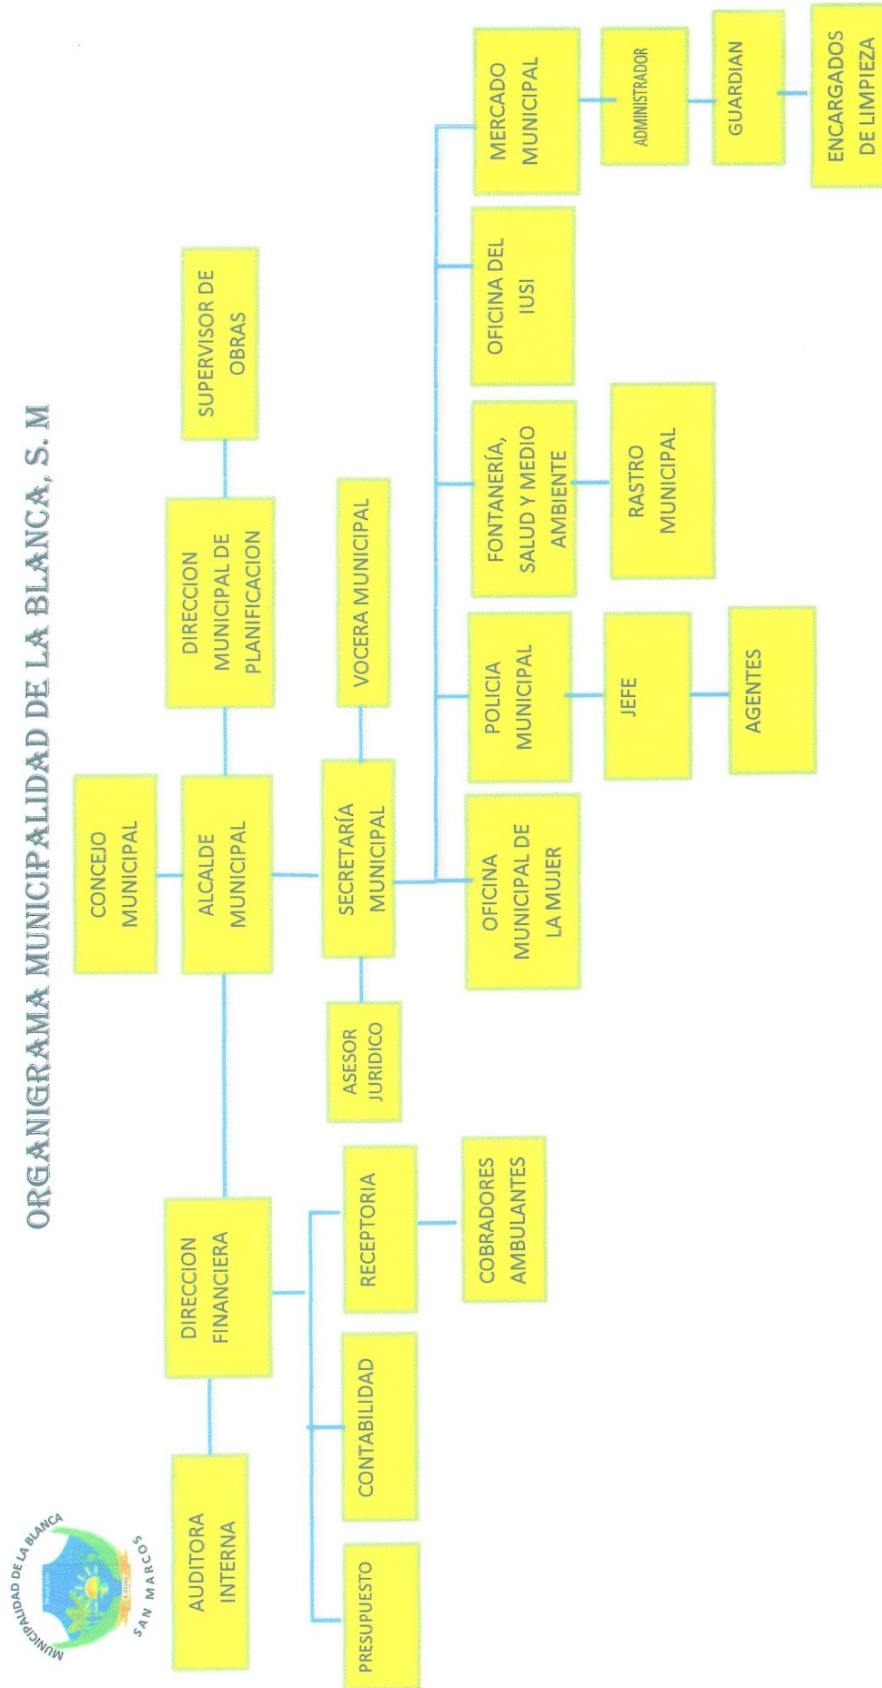 ORGANIGRAMA MUNICIPALIDAD DE LA BLANCA, S. M
MUNICIPALIDAD DE LA BLANCA
SAN MARCOS
CONCEJO
MUNICIPAL
AUDITORA
INTERNA
DIRECCION
FINANCIERA
ALCALDE
MUNICIPAL
DIRECCION
MUNICIPAL DE
PLANIFICACION
SUPERVISOR DE
OBRAS
PRESUPUESTO
CONTABILIDAD
RECEPTORIA
ASESOR
JURIDICO
SECRETARÍA
MUNICIPAL
VOCERA MUNICIPAL
COBRADORES
AMBULANTES
OFICINA
MUNICIPAL DE
LA MUJER
POLICIA
MUNICIPAL
FONTANERÍA,
SALUD Y MEDIO
AMBIENTE
OFICINA DEL
IUSI
MERCADO
MUNICIPAL
JEFE
RASTRO
MUNICIPAL
ADMINISTRADOR
AGENTES
GUARDIAN
ENCARGADOS
DE LIMPIEZA